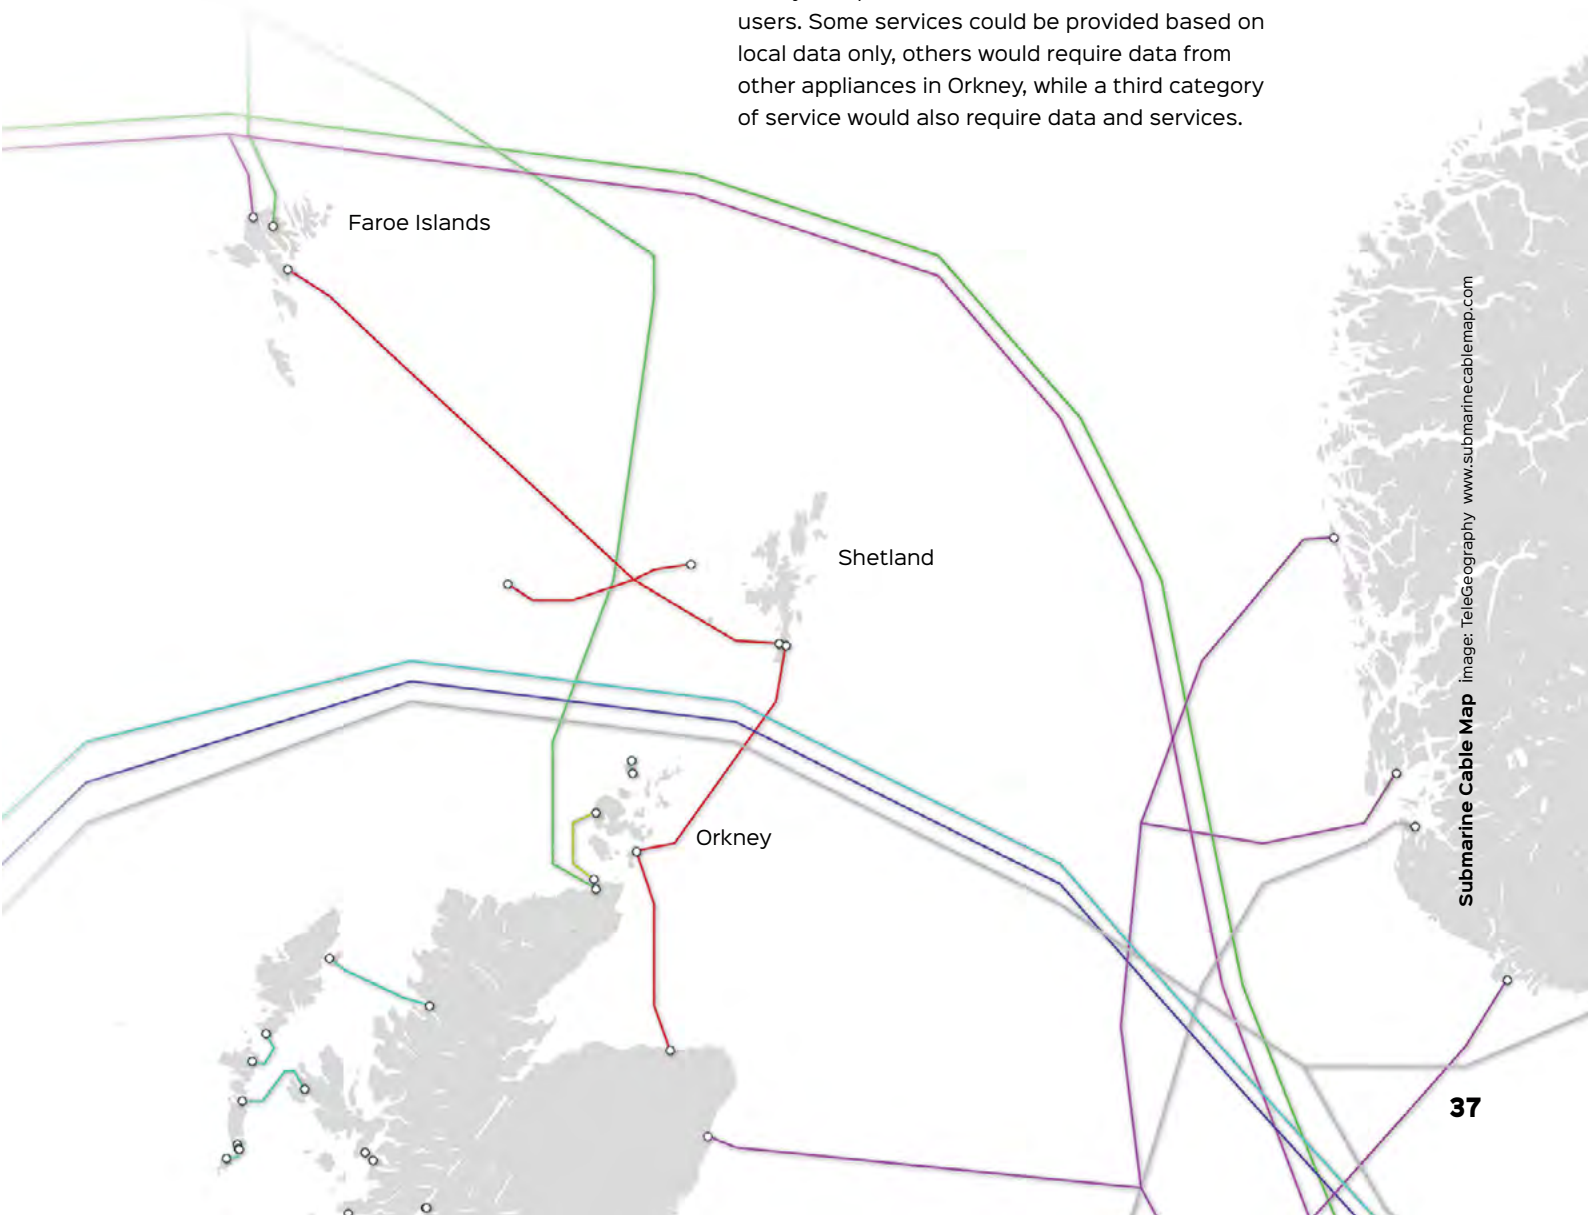 users. Some services could be provided based on
local data only, others would require data from
other appliances in Orkney, while a third category
of service would also require data and services.
Faroe Islands
Shetland
Orkney
Submarine Cable Map image: TeleGeography www.submarinecablemap.com
37